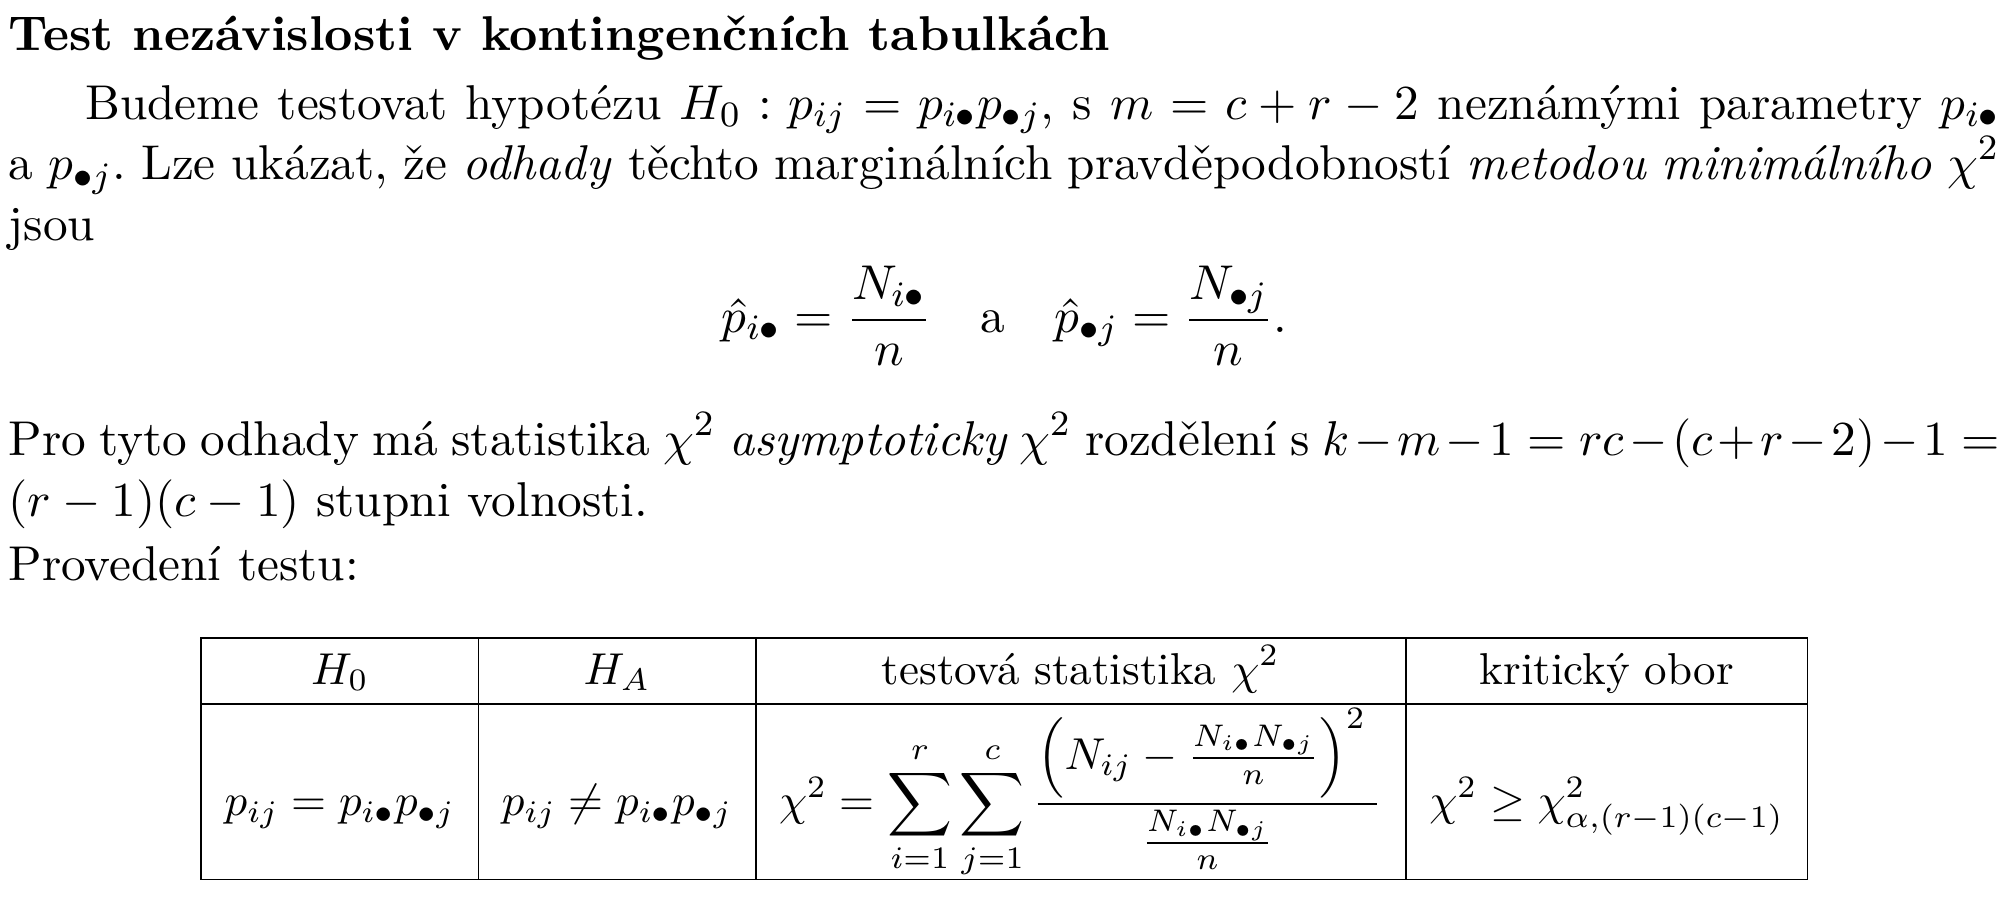 Test nezávislosti v kontingenčních tabulkách
Budeme testovat hypotézu $H_0 : p_{ij} = p_{i\bullet}p_{\bullet j}$, s $m = c + r - 2$ neznámými parametry $p_{i\bullet}$
a $p_{\bullet j}$. Lze ukázat, že odhady těchto marginálních pravděpodobností metodou minimálního $\chi^2$
jsou
$\hat{p}_{i\bullet} = \frac{N_{i\bullet}}{n}$ a $\hat{p}_{\bullet j} = \frac{N_{\bullet j}}{n}.$
Pro tyto odhady má statistika $\chi^2$ asymptoticky $\chi^2$ rozdělení s $k - m - 1 = rc - (c + r - 2) - 1 =$
$(r - 1)(c - 1)$ stupni volnosti.
Provedení testu:
$H_0$ $H_A$ testová statistika $\chi^2$ kritický obor
$p_{ij} = p_{i\bullet}p_{\bullet j}$ $p_{ij} \neq p_{i\bullet}p_{\bullet j}$ $\chi^2 = \sum_{i=1}^{r} \sum_{j=1}^{c} \frac{\left(N_{ij} - \frac{N_{i\bullet}N_{\bullet j}}{n}\right)^2}{\frac{N_{i\bullet}N_{\bullet j}}{n}}$ $\chi^2 \geq \chi^2_{\alpha,(r-1)(c-1)}$